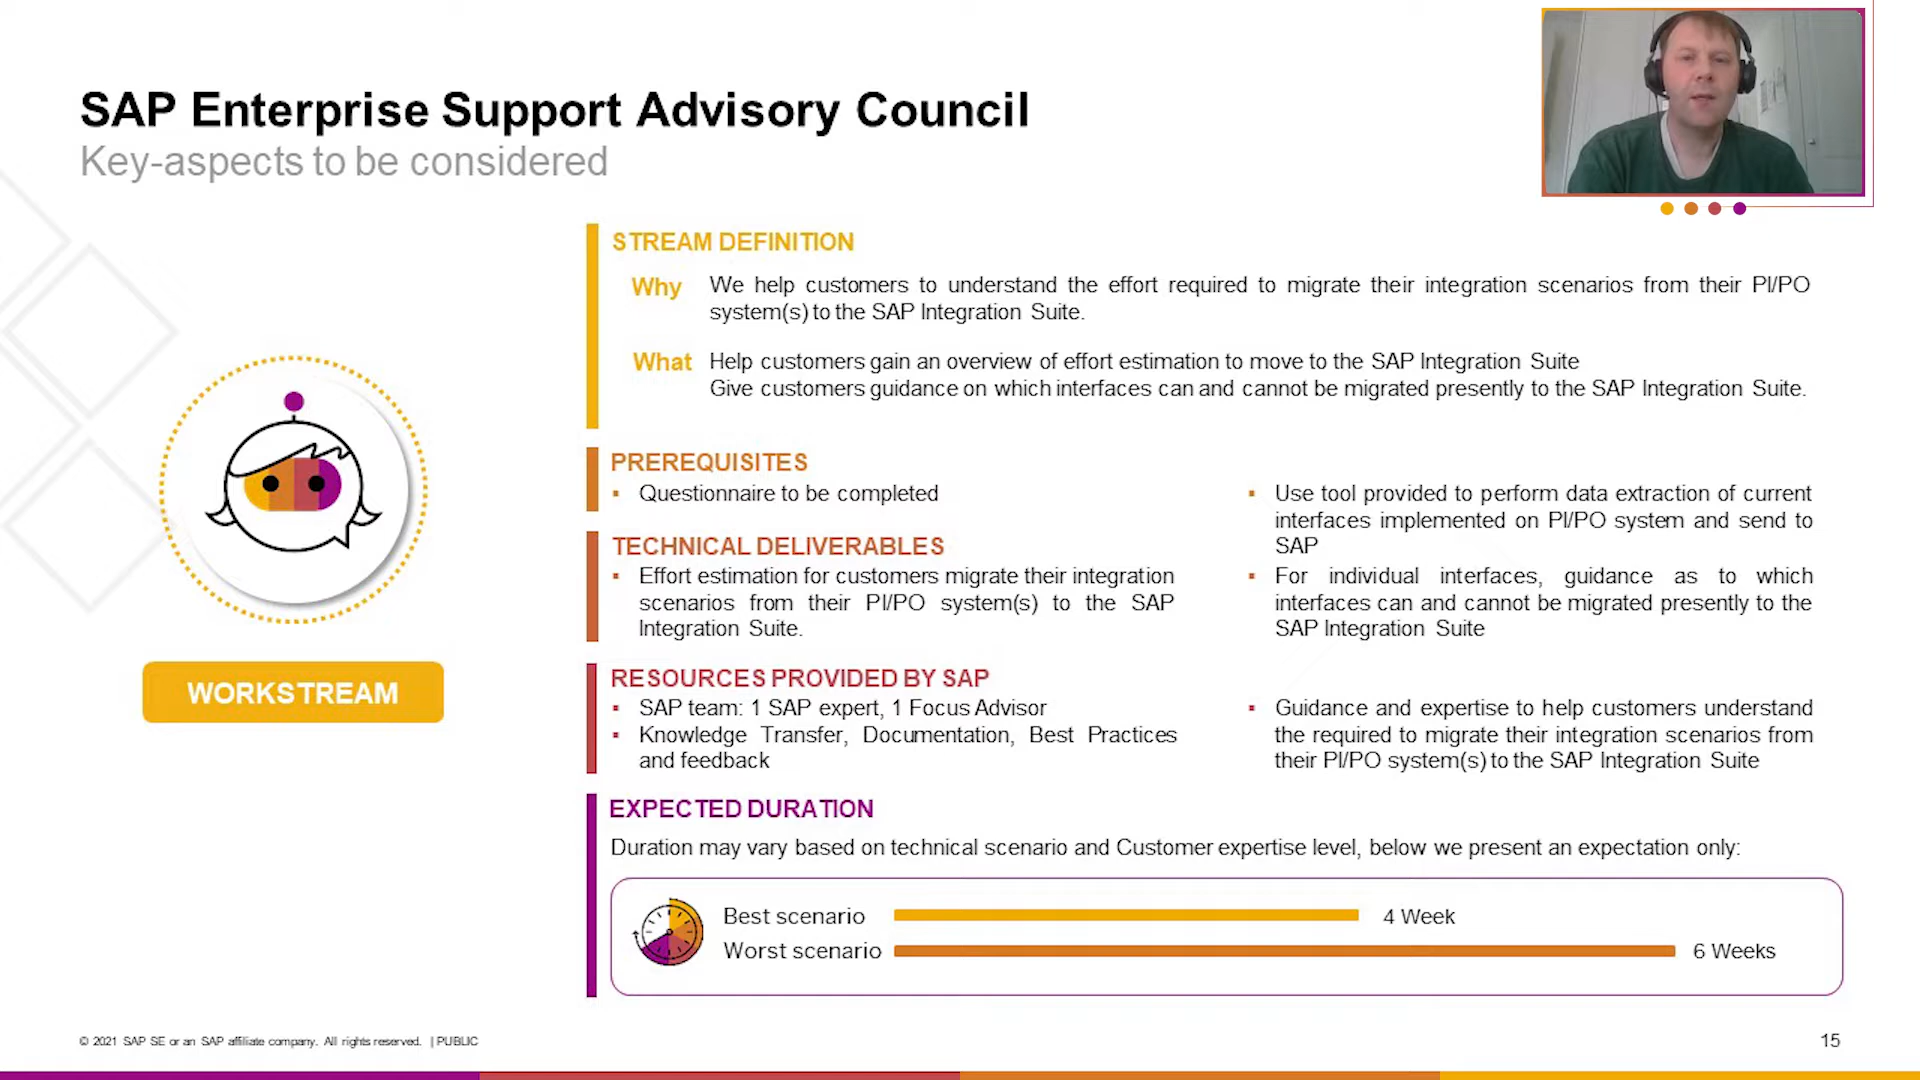 SAP Enterprise Support Advisory Council
Key-aspects to be considered
STREAM DEFINITION
Why
We help customers to understand the effort required to migrate their integration scenarios from their PI/PO
system(s) to the SAP Integration Suite.
What
Help customers gain an overview of effort estimation to move to the SAP Integration Suite
Give customers guidance on which interfaces can and cannot be migrated presently to the SAP Integration Suite.
PREREQUISITES
Questionnaire to be completed
Use tool provided to perform data extraction of current
interfaces implemented on PI/PO system and send to
SAP
TECHNICAL DELIVERABLES
Effort estimation for customers migrate their integration
scenarios from their PI/PO system(s) to the SAP
Integration Suite.
For individual interfaces, guidance as to which
interfaces can and cannot be migrated presently to the
SAP Integration Suite
WORKSTREAM
RESOURCES PROVIDED BY SAP
SAP team: 1 SAP expert, 1 Focus Advisor
Knowledge Transfer, Documentation, Best Practices
and feedback
Guidance and expertise to help customers understand
the required to migrate their integration scenarios from
their PI/PO system(s) to the SAP Integration Suite
EXPECTED DURATION
Duration may vary based on technical scenario and Customer expertise level, below we present an expectation only:
Best scenario 4 Week
Worst scenario 6 Weeks
© 2021 SAP SE or an SAP affiliate company. All rights reserved. | PUBLIC
15